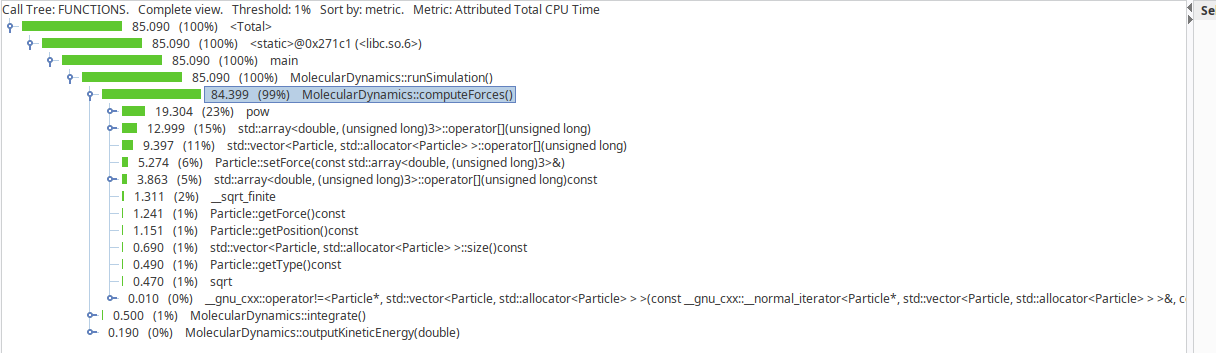 Call Tree: FUNCTIONS. Complete view. Threshold: 1% Sort by: metric. Metric: Attributed Total CPU Time
85.090 (100%) <Total>
85.090 (100%) <static>@0x271c1 (<libc.so.6>)
85.090 (100%) main
85.090 (100%) MolecularDynamics::runSimulation()
84.399 (99%) MolecularDynamics::computeForces()
19.304 (23%) pow
12.999 (15%) std::array<double, (unsigned long)3>::operator[](unsigned long)
9.397 (11%) std::vector<Particle, std::allocator<Particle> >::operator[](unsigned long)
5.274 (6%) Particle::setForce(const std::array<double, (unsigned long)3>&)
3.863 (5%) std::array<double, (unsigned long)3>::operator[](unsigned long)const
1.311 (2%) __sqrt_finite
1.241 (1%) Particle::getForce()const
1.151 (1%) Particle::getPosition()const
0.690 (1%) std::vector<Particle, std::allocator<Particle> >::size()const
0.490 (1%) Particle::getType()const
0.470 (1%) sqrt
0.010 (0%) __gnu_cxx::operator!=<Particle*, std::vector<Particle, std::allocator<Particle> > >(const __gnu_cxx::__normal_iterator<Particle*, std::vector<Particle, std::allocator<Particle> > >&, c
0.500 (1%) MolecularDynamics::integrate()
0.190 (0%) MolecularDynamics::outputKineticEnergy(double)
Se